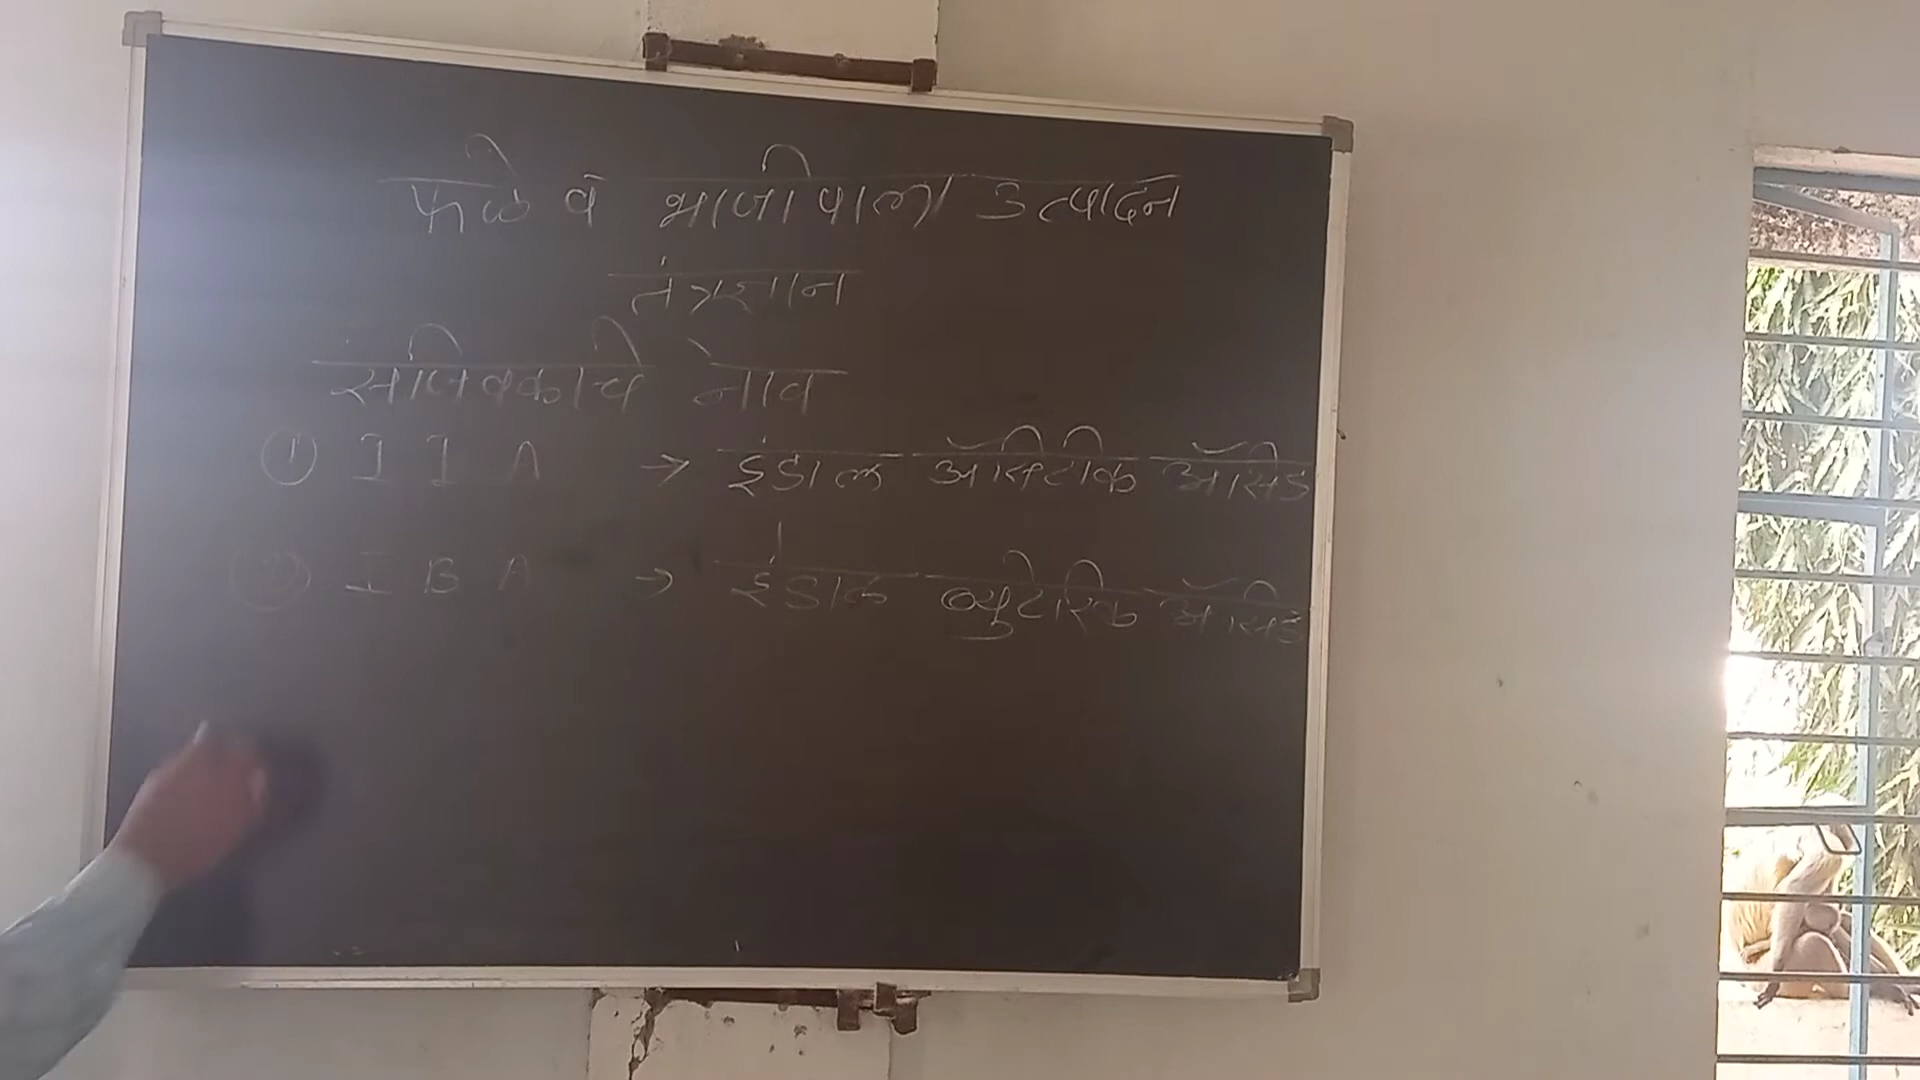 फळे व भाजीपाला उत्पादन
तंत्रज्ञान
संजिवकाचे नाव
① I I A → इंडाल ॲसिटीक ॲसिड
② I B A → इंडाल ब्युटेरिक ॲसिड